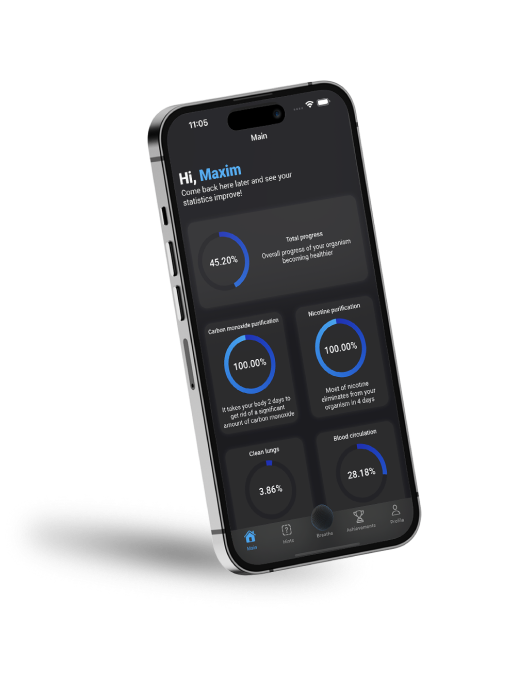 11:05
Main
Hi, Maxim
Come back here later and see your
statistics improve!
45.20%
Total progress
Overall progress of your organism
becoming healthier
Carbon monoxide purification
100.00%
It takes your body 2 days to
get rid of a significant
amount of carbon monoxide
Nicotine purification
100.00%
Most of nicotine
eliminates from your
organism in 4 days
Clean lungs
3.86%
Blood circulation
28.18%
Main
Hints
Breathe
Achievements
Profile